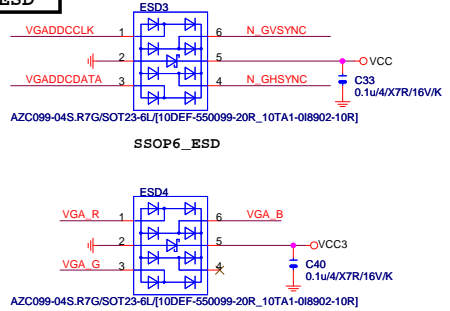 ESD
ESD3
VGADDCCLK 1 6 N_GVSYNC
2 5 VCC
VGADDCDATA 3 4 N_GHSYNC
C33
0.1u/4/X7R/16V/K
AZC099-04S.R7G/SOT23-6L/[10DEF-550099-20R_10TA1-0I8902-10R]
SSOP6_ESD
ESD4
VGA_R 1 6 VGA_B
2 5 VCC3
VGA_G 3 4
C40
0.1u/4/X7R/16V/K
AZC099-04S.R7G/SOT23-6L/[10DEF-550099-20R_10TA1-0I8902-10R]